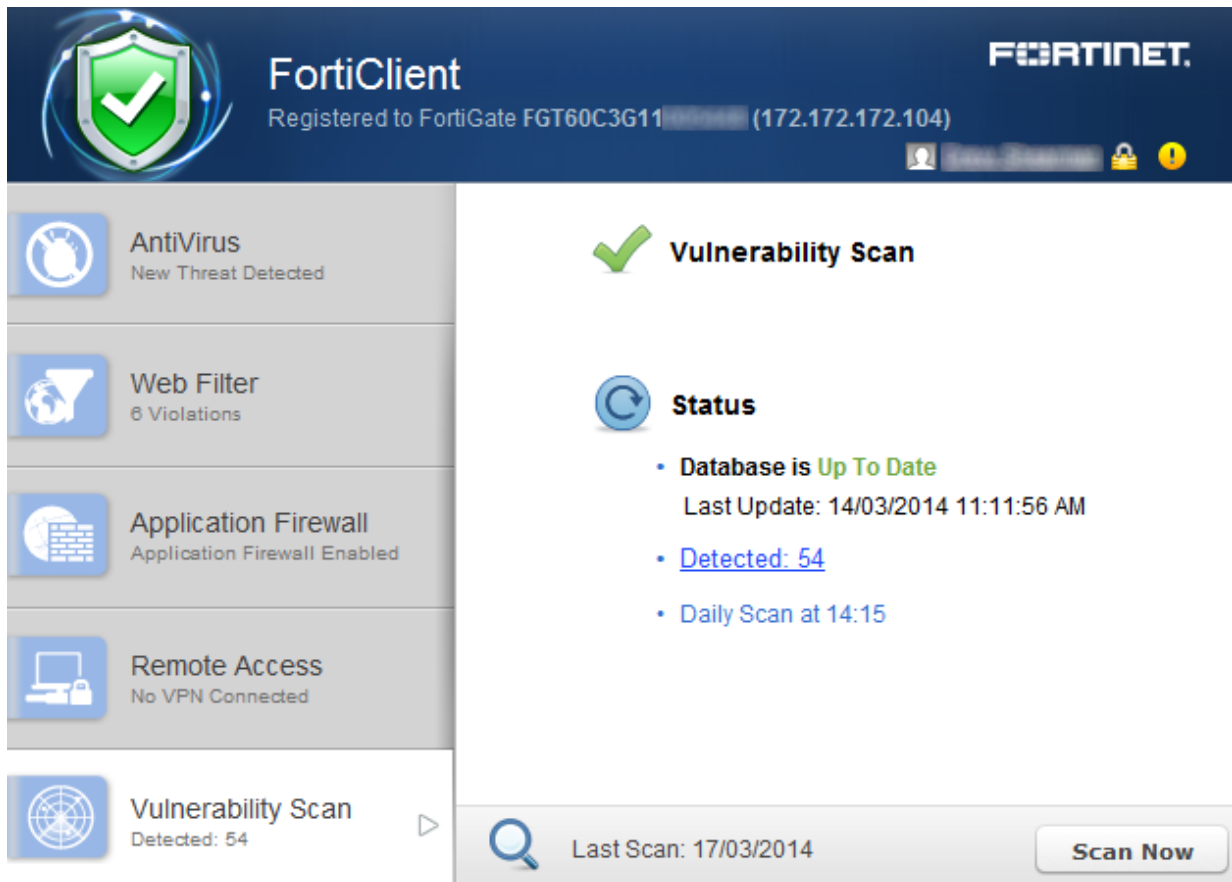 FORTINET.
FortiClient
Registered to FortiGate FGT60C3G11 (172.172.172.104)
AntiVirus
New Threat Detected
Web Filter
6 Violations
Application Firewall
Application Firewall Enabled
Remote Access
No VPN Connected
Vulnerability Scan
Detected: 54
Vulnerability Scan
Status
• Database is Up To Date
Last Update: 14/03/2014 11:11:56 AM
• Detected: 54
• Daily Scan at 14:15
Last Scan: 17/03/2014
Scan Now